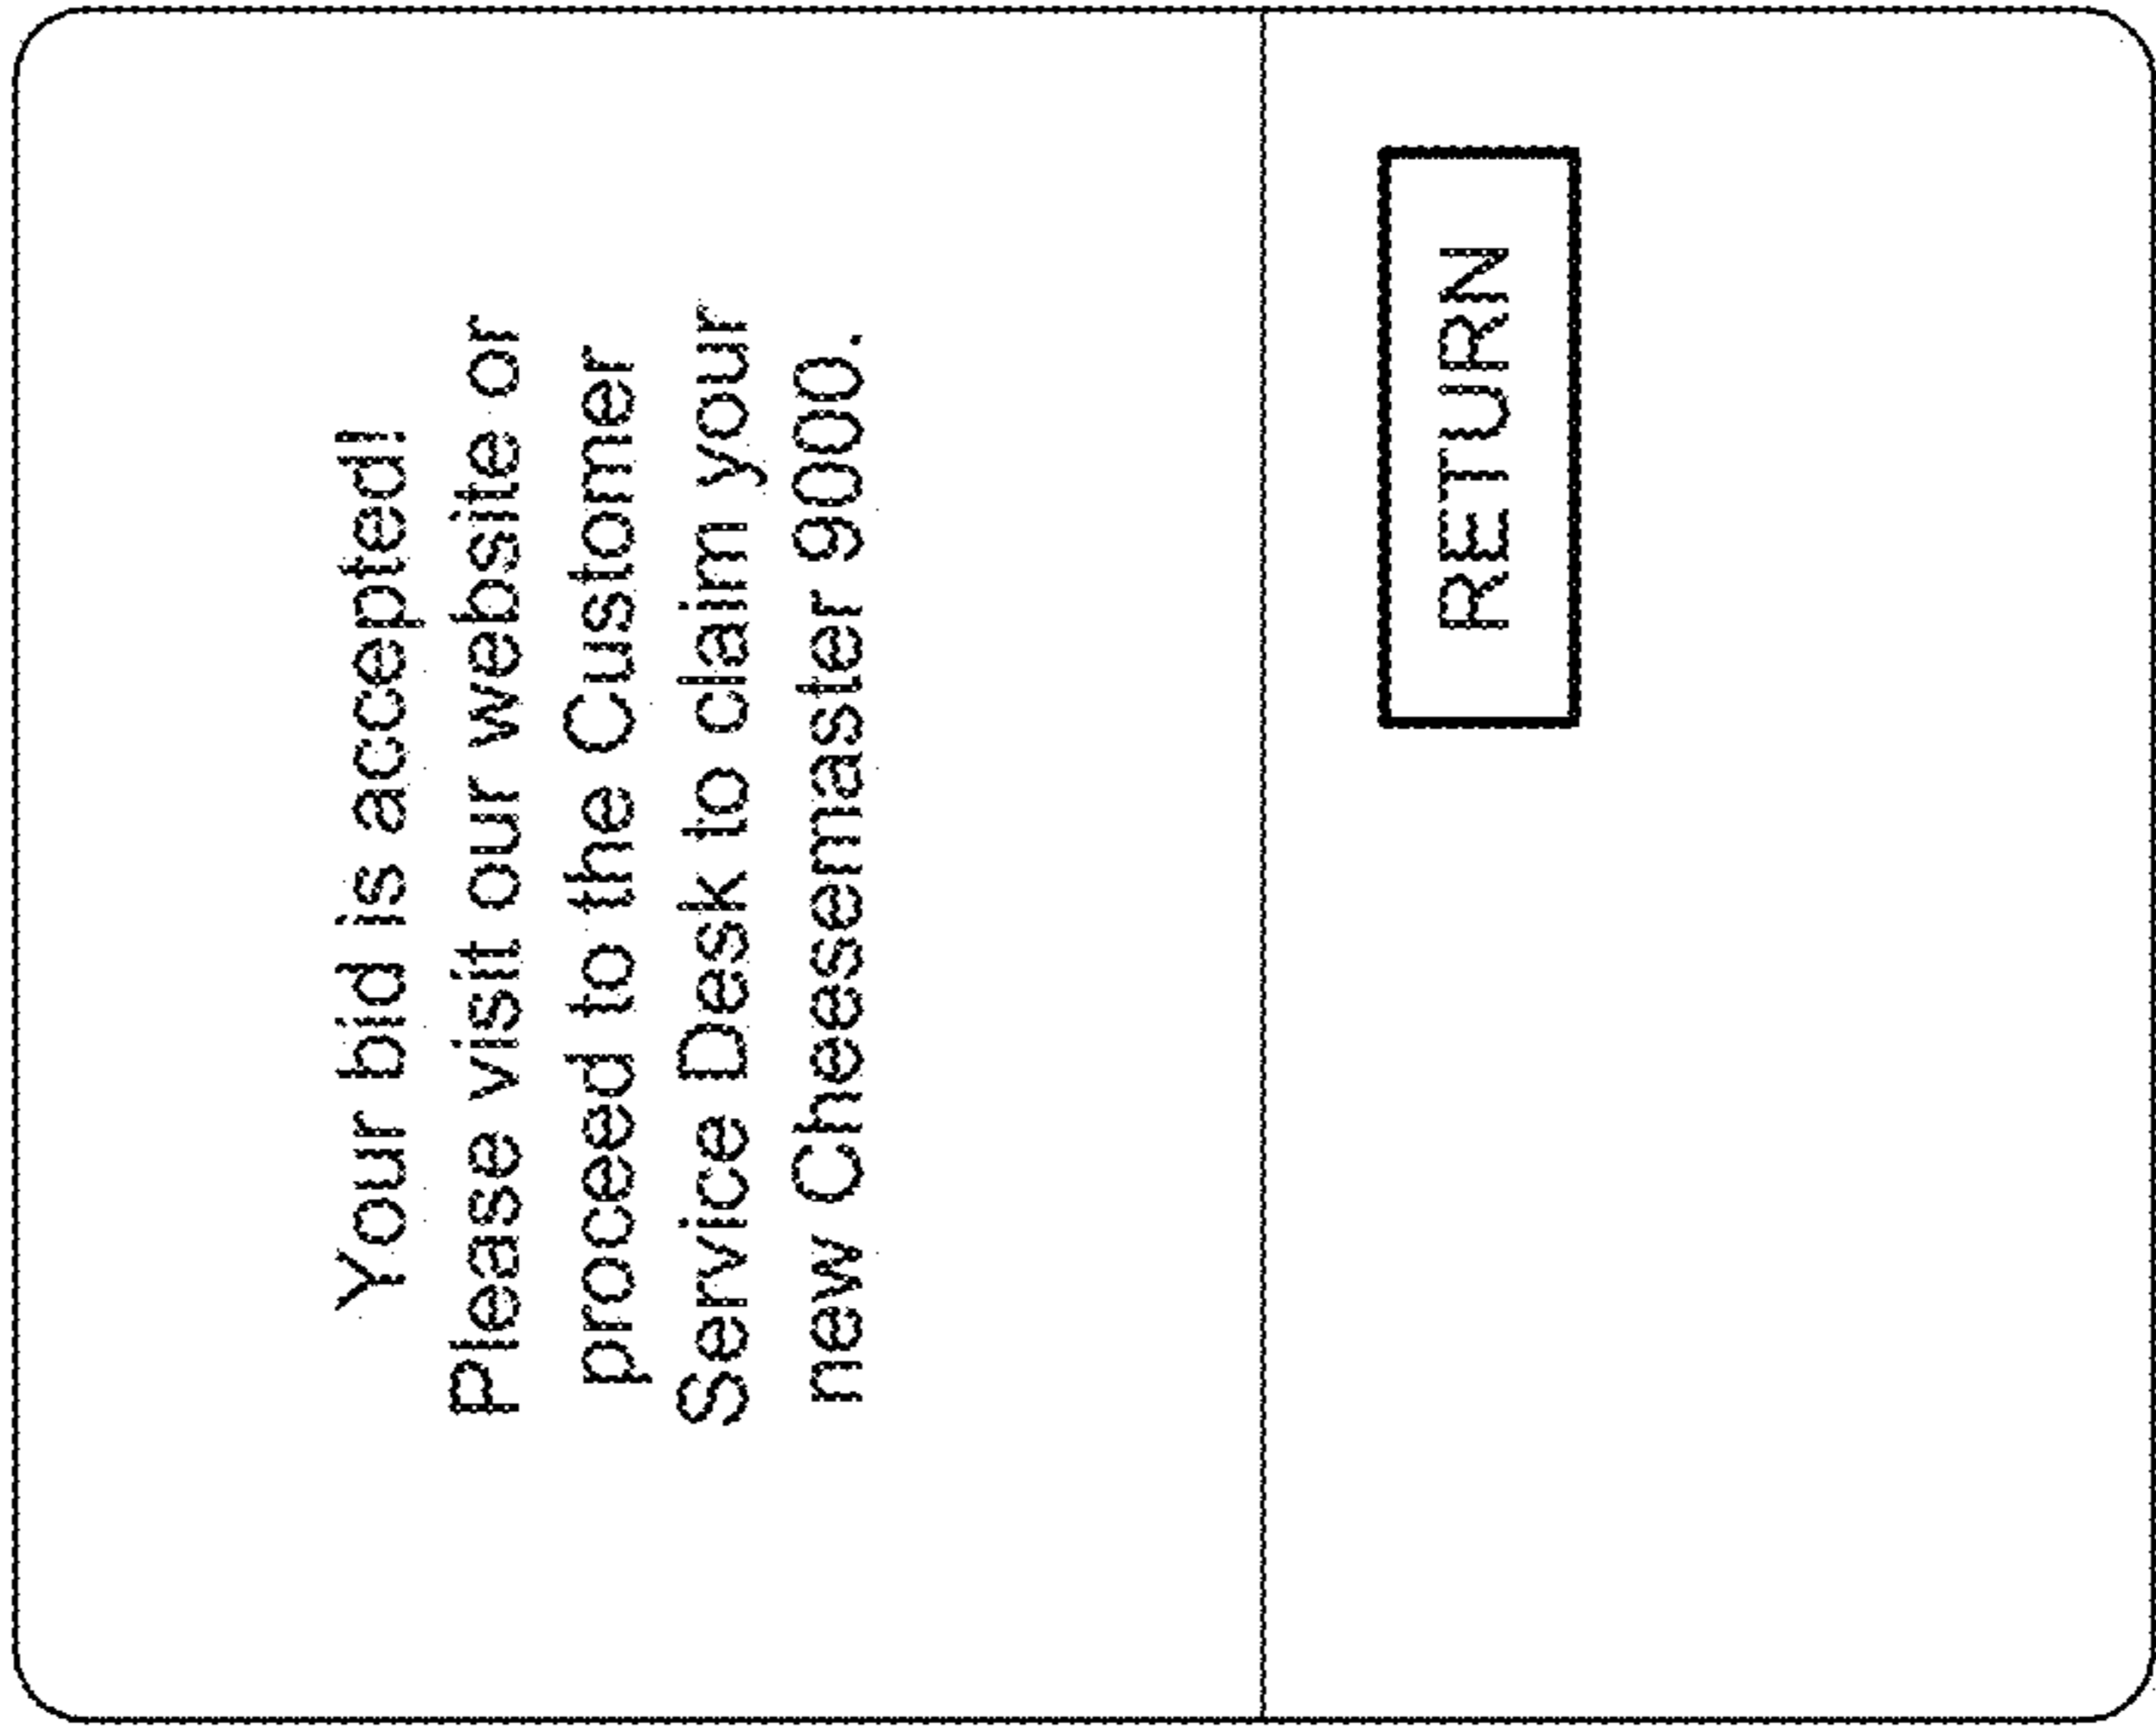 Your bid is accepted!
Please visit our website or
proceed to the Customer
Service Desk to claim your
new Cheesemaster 9000.
RETURN